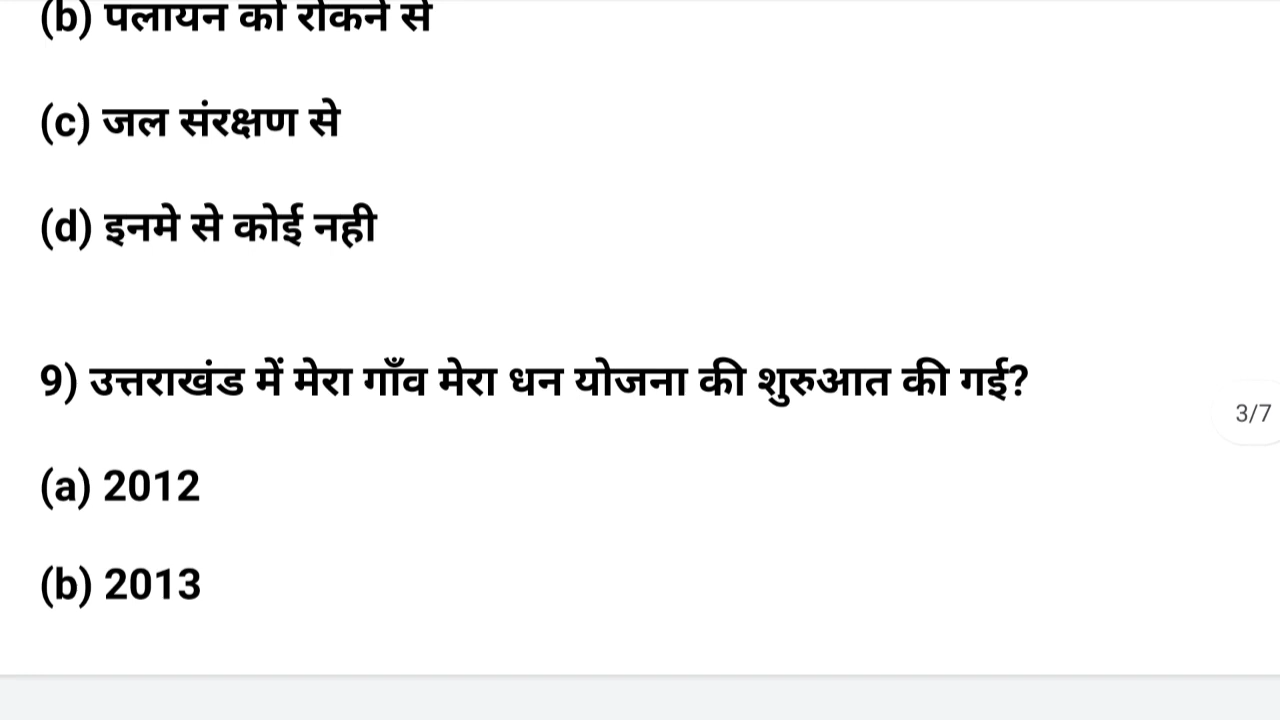 (b) पलायन को रोकने से
(c) जल संरक्षण से
(d) इनमे से कोई नही
9) उत्तराखंड में मेरा गाँव मेरा धन योजना की शुरुआत की गई?
3/7
(a) 2012
(b) 2013